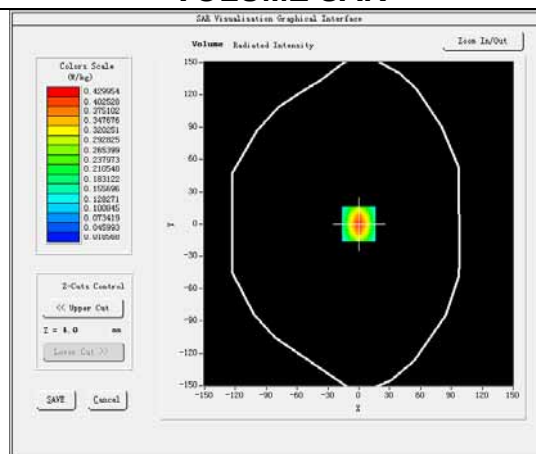 VOLUME SAR
SAR Visualisation Graphical Interface
Volume Radiated Intensity
Zoom In/Out
Colors Scale
(W/kg)
0.429954
0.402528
0.375102
0.347676
0.320251
0.292825
0.265399
0.237973
0.210548
0.183122
0.155696
0.128271
0.100845
0.073419
0.045993
0.018568
Z-Cuts Control
<< Upper Cut
Z = 4.0 mm
Lower Cut >>
SAVE
Cancel
150
120
90
60
30
0
-30
-60
-90
-120
-150
Y
-150 -120 -90 -60 -30 0 30 60 90 120 150
X